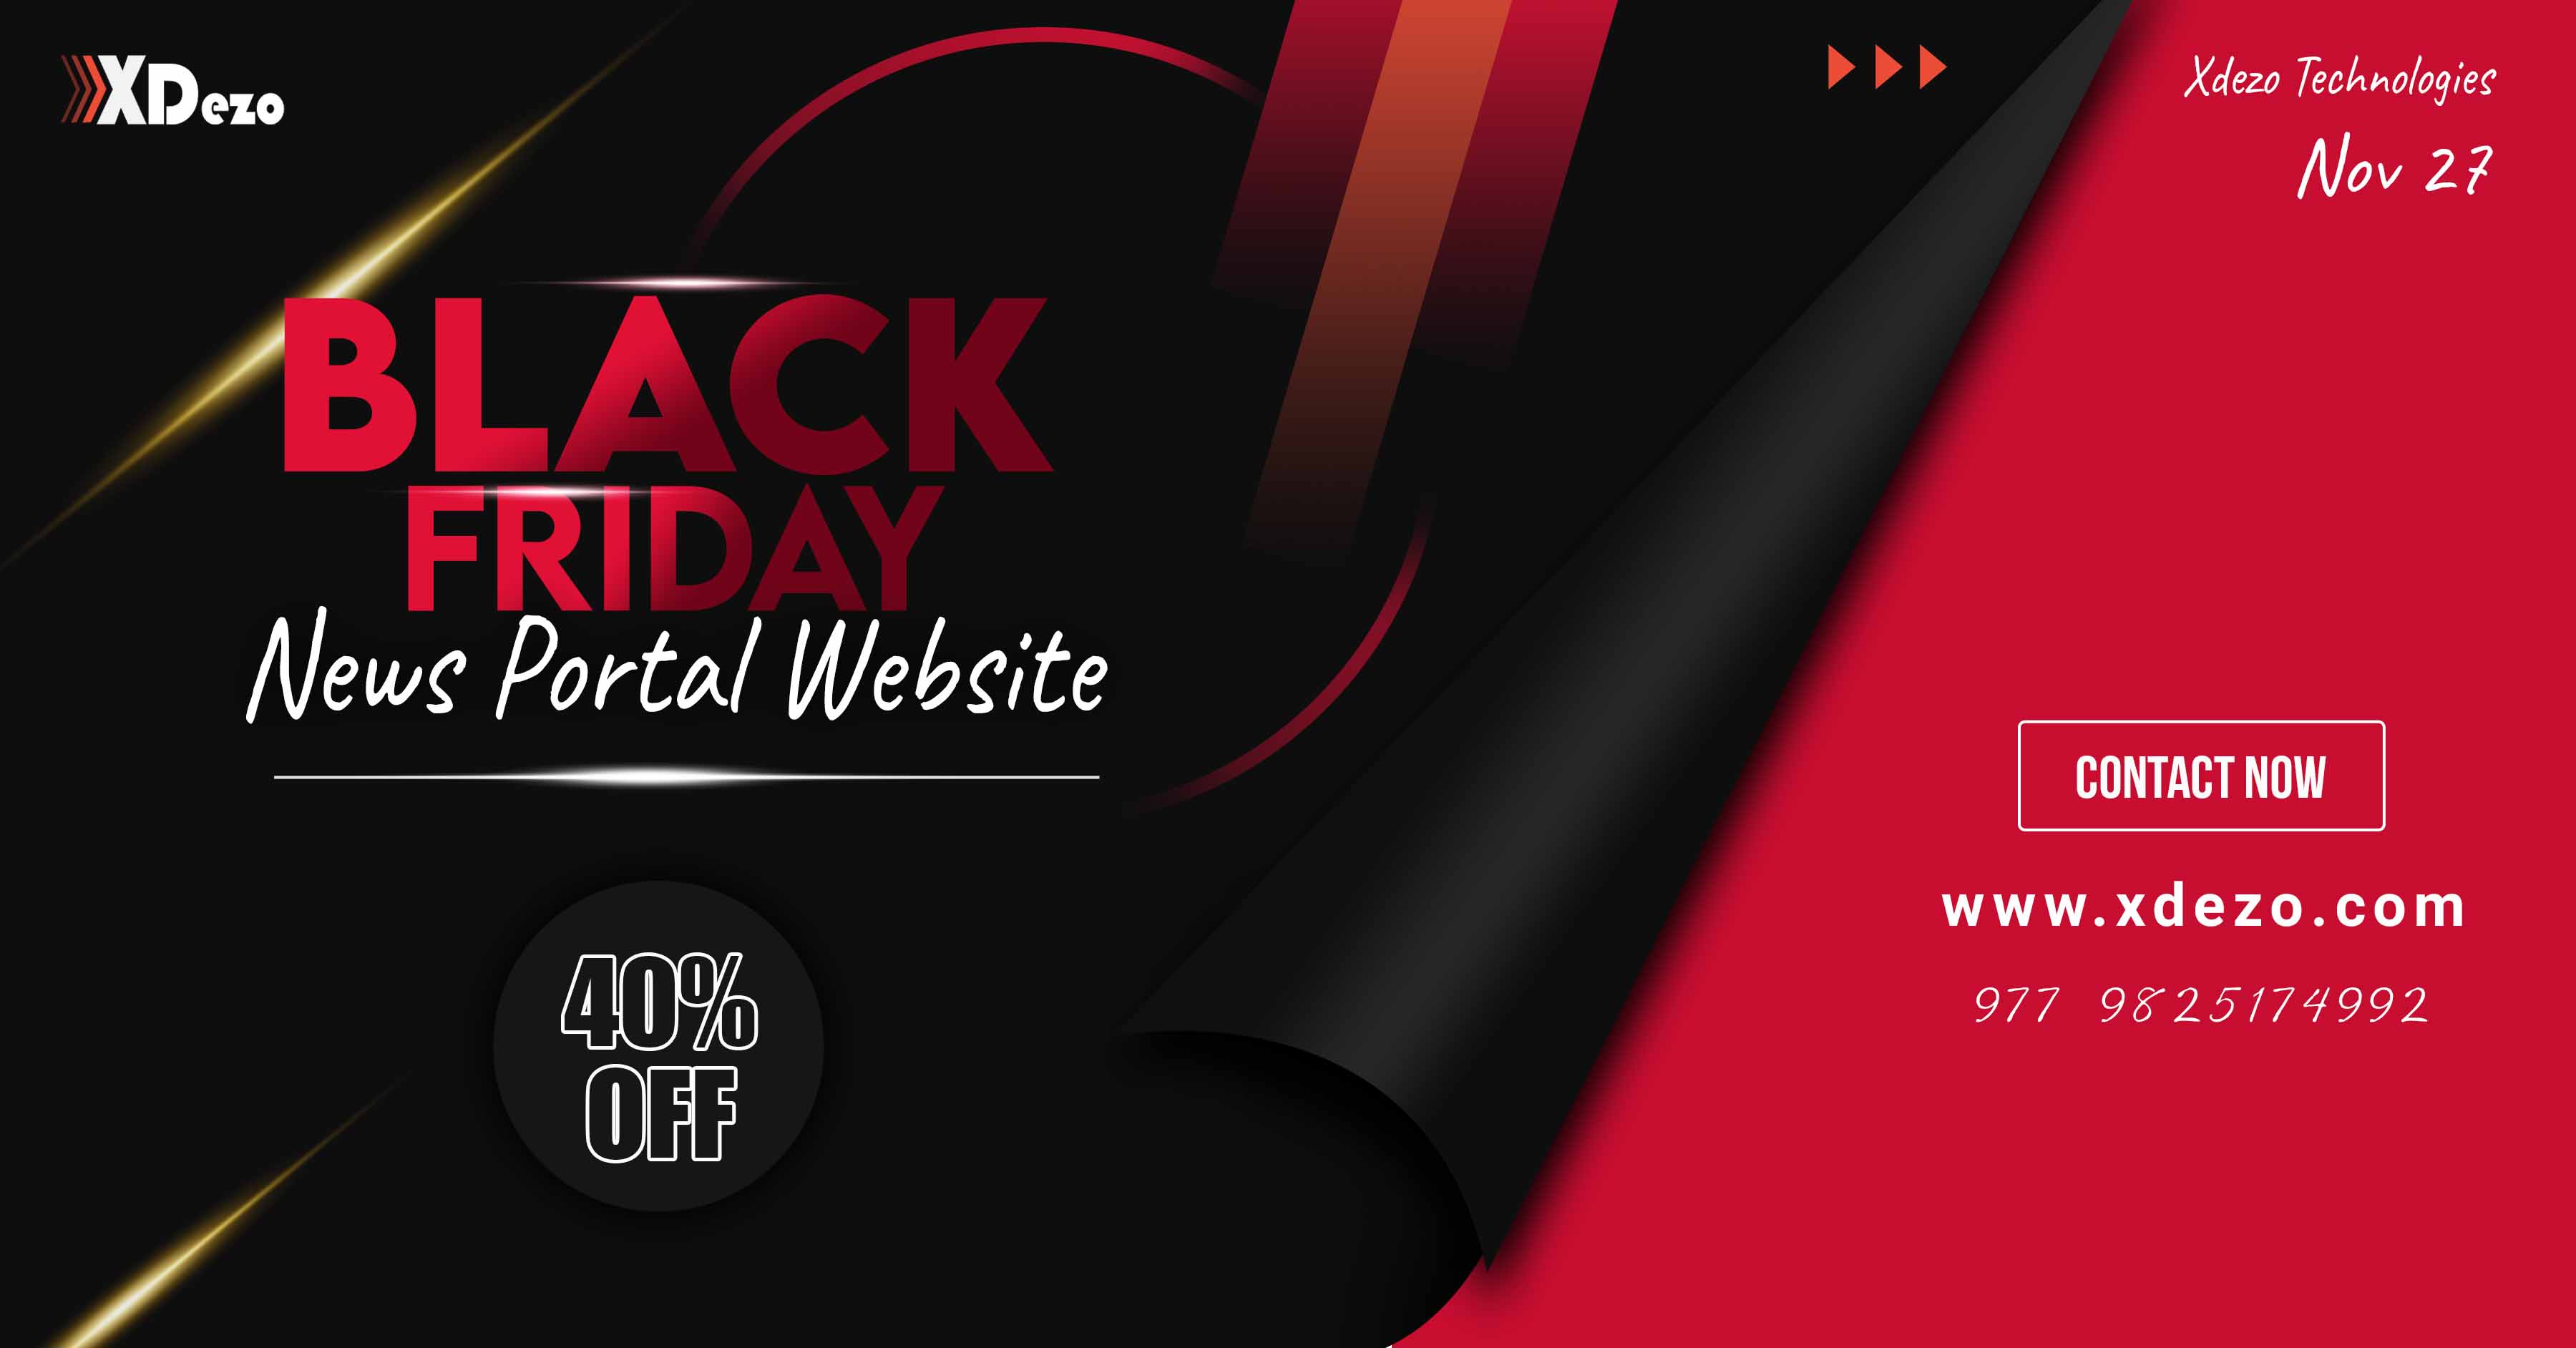 XDezo
Xdezo Technologies
Nov 27
BLACK
FRIDAY
News Portal Website
40%
OFF
CONTACT NOW
www.xdezo.com
977 9825174992